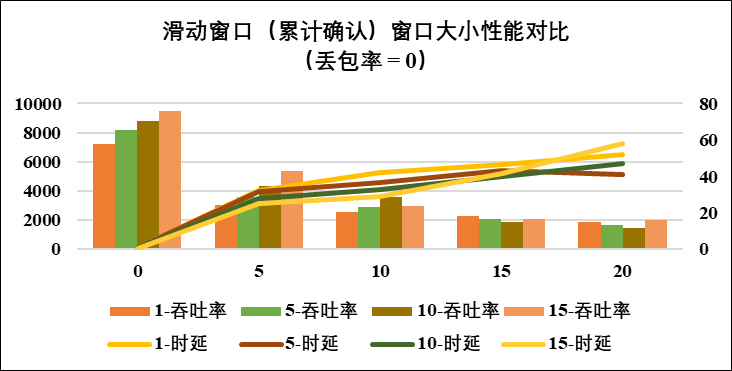 滑动窗口（累计确认）窗口大小性能对比
（丢包率 = 0）
10000 80
8000 60
6000
4000 40
2000 20
0 0
0 5 10 15 20
1-吞吐率 5-吞吐率 10-吞吐率 15-吞吐率
1-时延 5-时延 10-时延 15-时延